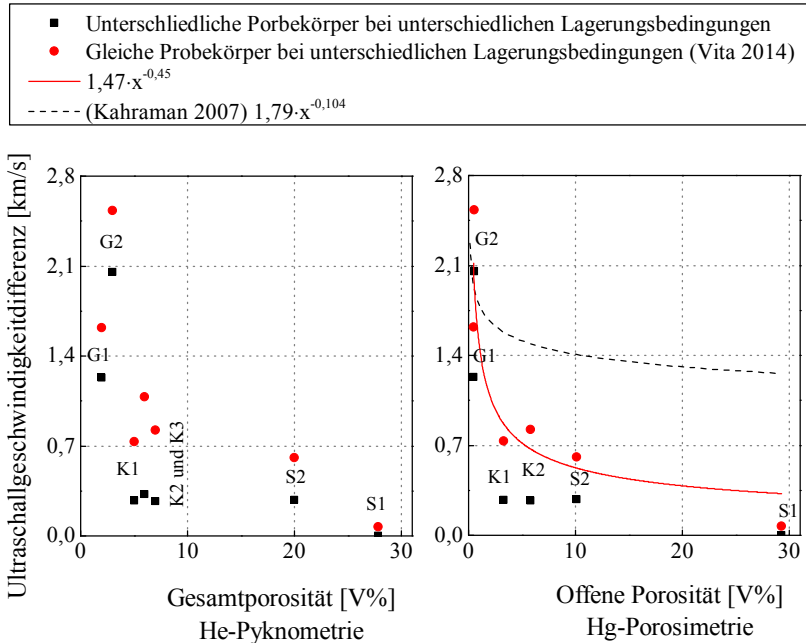 Unterschliedliche Porbekörper bei unterschiedlichen Lagerungsbedingungen
Gleiche Probekörper bei unterschiedlichen Lagerungsbedingungen (Vita 2014)
1,47·x^-0,45
(Kahraman 2007) 1,79·x^-0,104
Ultraschallgeschwindigkeitdifferenz [km/s]
2,8
2,1
1,4
0,7
0,0
G2
G1
K1
K2 und K3
S2
S1
0
10
20
30
Gesamtporosität [V%]
He-Pyknometrie
2,8
2,1
1,4
0,7
0,0
G2
G1
K1
K2
S2
S1
0
10
20
30
Offene Porosität [V%]
Hg-Porosimetrie